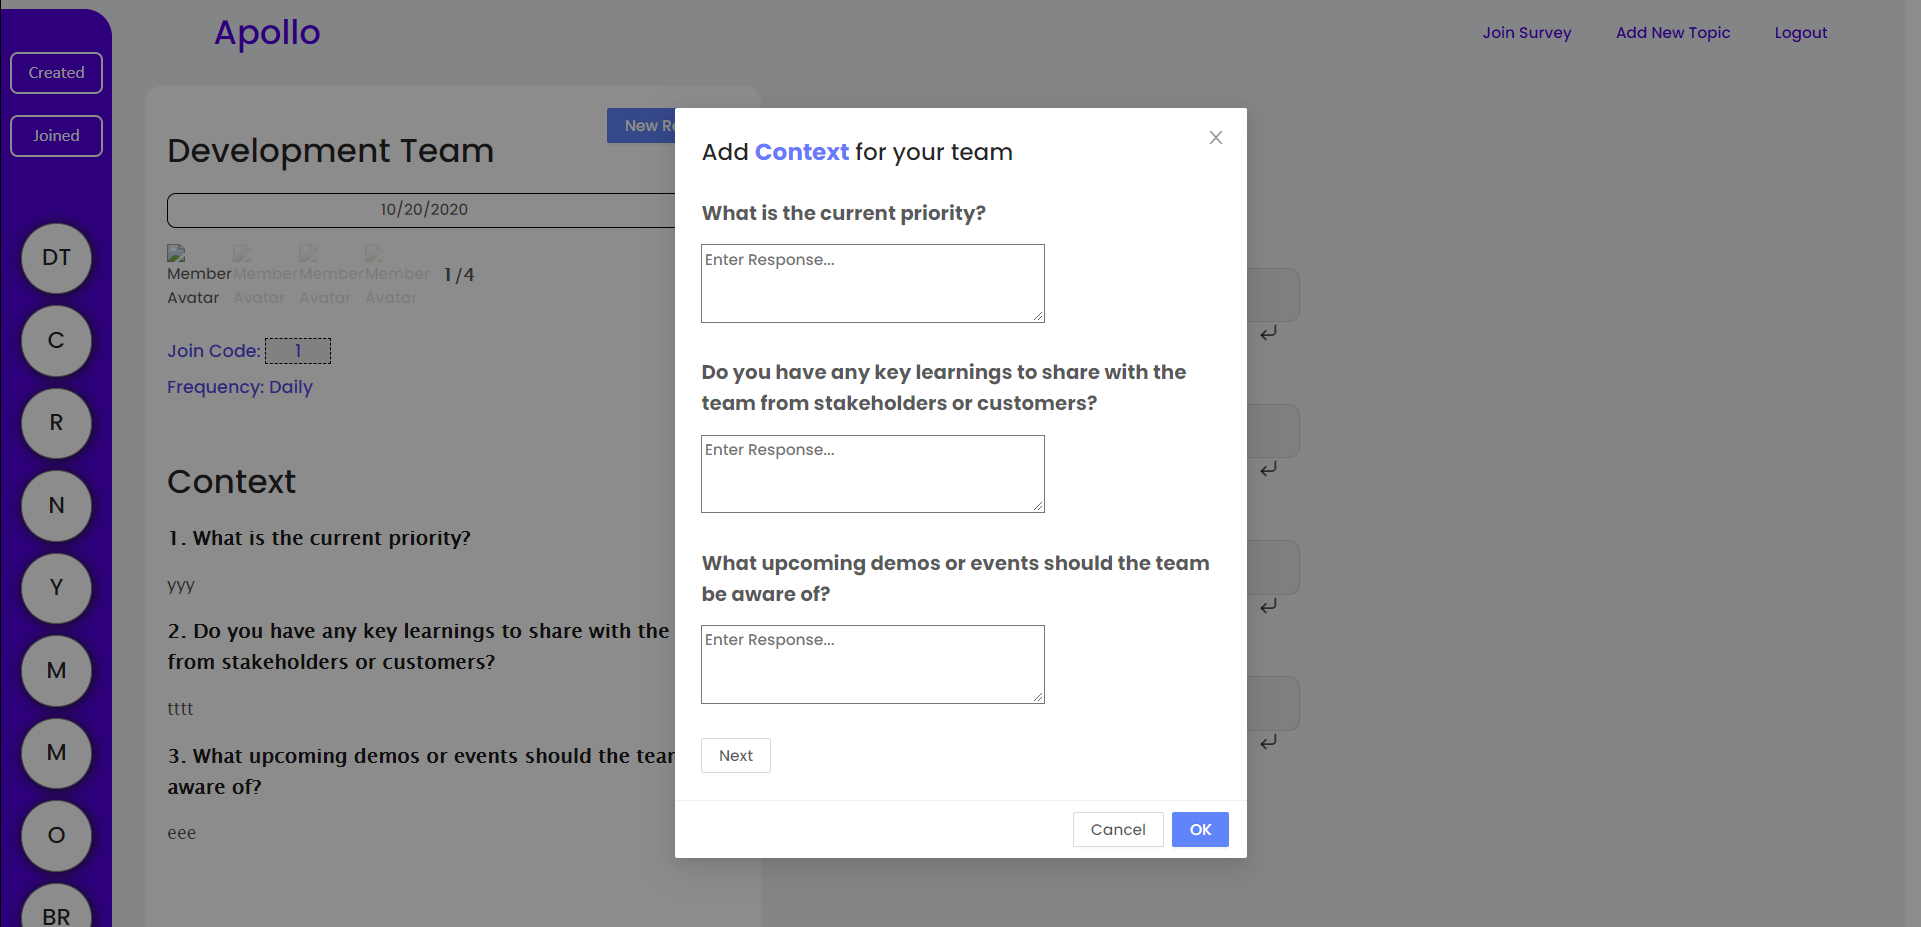 Apollo
Join Survey
Add New Topic
Logout
Created
Joined
DT
C
R
N
Y
M
M
O
BR
Development Team
New Re
10/20/2020
Member Avatar
Member Avatar
Member Avatar
Member Avatar
1/4
Join Code: 1
Frequency: Daily
Context
1. What is the current priority?
yyy
2. Do you have any key learnings to share with the
from stakeholders or customers?
tttt
3. What upcoming demos or events should the tea
aware of?
eee
Add Context for your team
What is the current priority?
Enter Response...
Do you have any key learnings to share with the
team from stakeholders or customers?
Enter Response...
What upcoming demos or events should the team
be aware of?
Enter Response...
Next
Cancel
OK